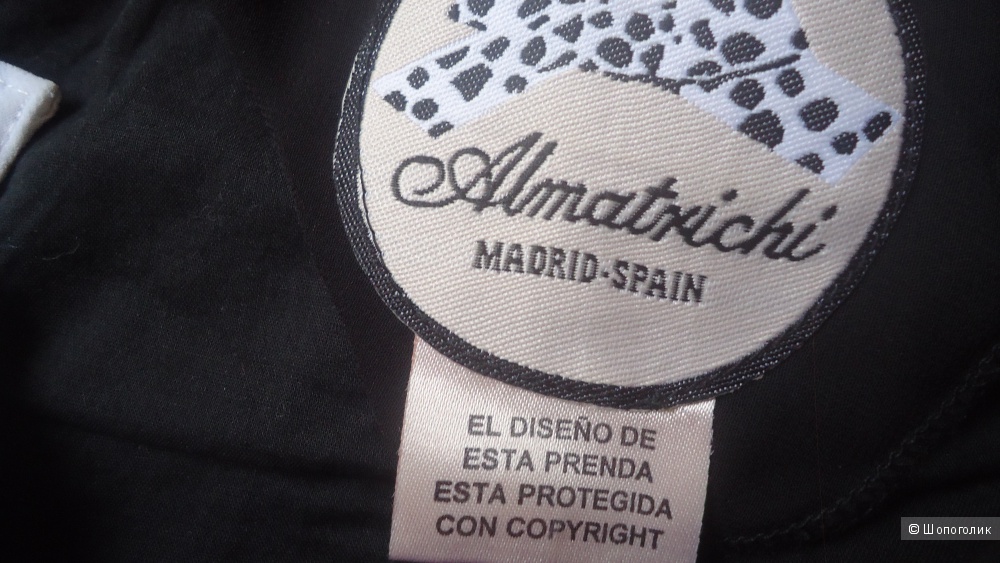 Almatrichi
MADRID-SPAIN
EL DISEÑO DE
ESTA PRENDA
ESTA PROTEGIDA
CON COPYRIGHT
© Шопоголик